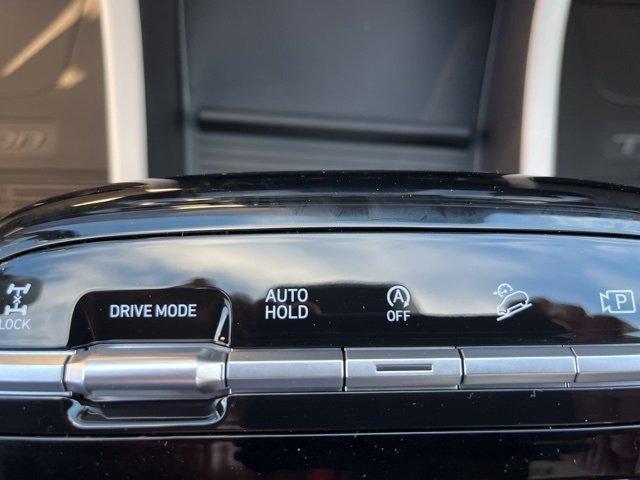 LOCK
DRIVE MODE
AUTO
HOLD
A
OFF
P